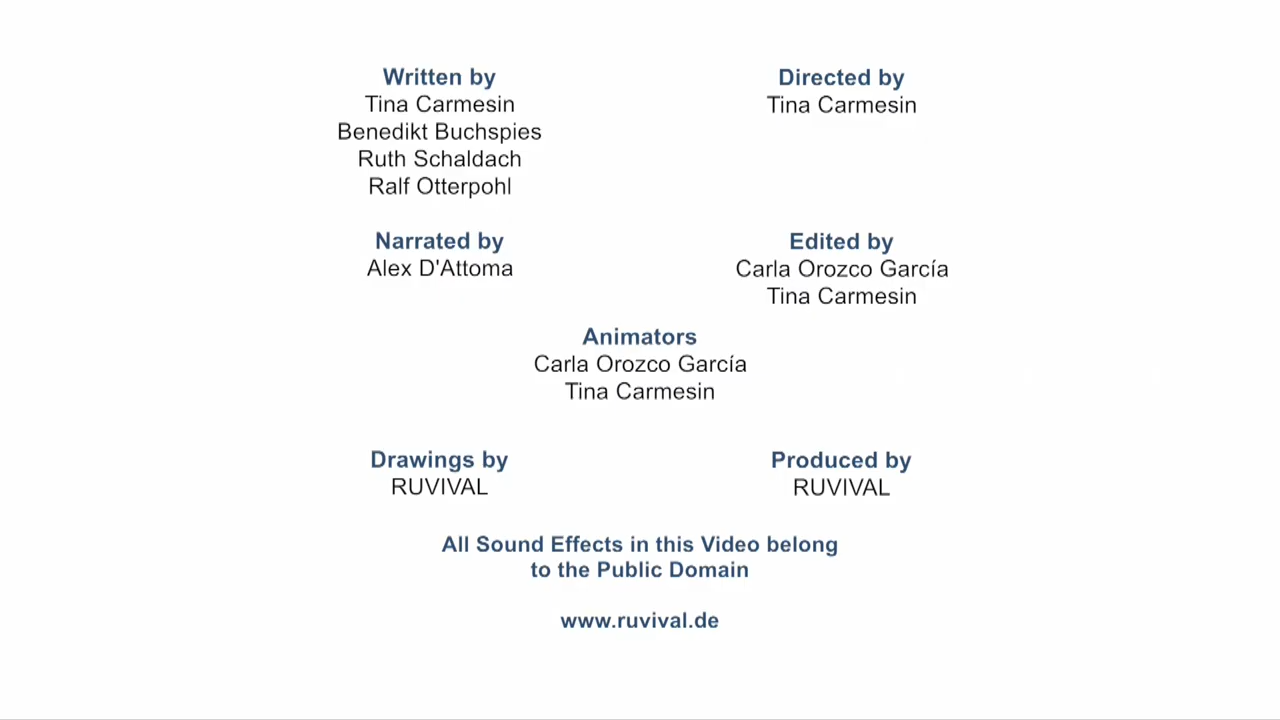 Written by
Tina Carmesin
Benedikt Buchspies
Ruth Schaldach
Ralf Otterpohl
Directed by
Tina Carmesin
Narrated by
Alex D'Attoma
Edited by
Carla Orozco García
Tina Carmesin
Animators
Carla Orozco García
Tina Carmesin
Drawings by
RUVIVAL
Produced by
RUVIVAL
All Sound Effects in this Video belong
to the Public Domain
www.ruvival.de